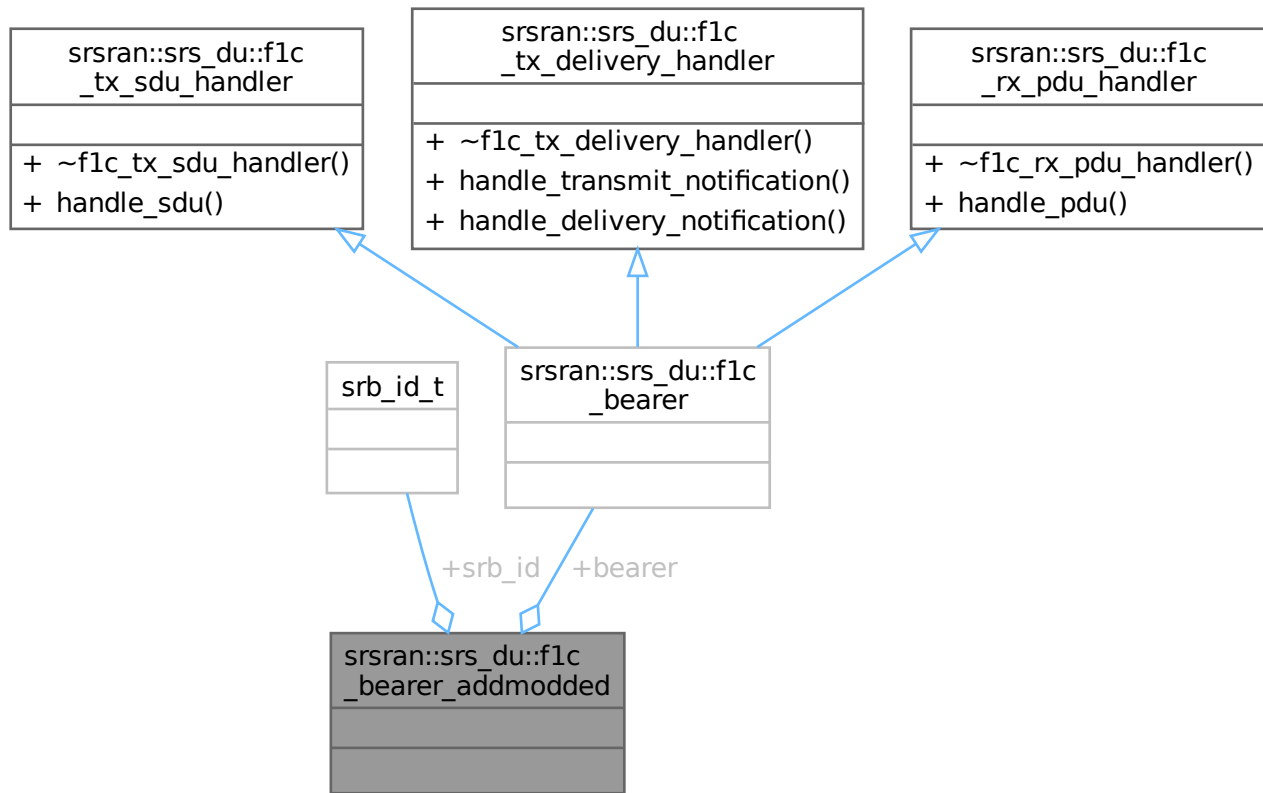 srsran::srs_du::f1c
_tx_sdu_handler
+ ~f1c_tx_sdu_handler()
+ handle_sdu()
srsran::srs_du::f1c
_tx_delivery_handler
+ ~f1c_tx_delivery_handler()
+ handle_transmit_notification()
+ handle_delivery_notification()
srsran::srs_du::f1c
_rx_pdu_handler
+ ~f1c_rx_pdu_handler()
+ handle_pdu()
srb_id_t
srsran::srs_du::f1c
_bearer
+srb_id
+bearer
srsran::srs_du::f1c
_bearer_addmodded